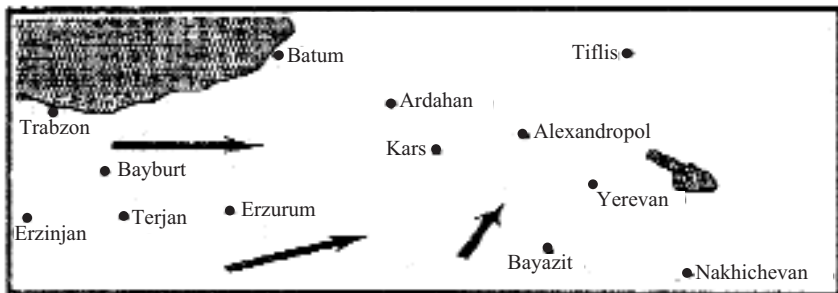 Batum
Tiflis
Ardahan
Trabzon
Alexandropol
Kars
Bayburt
Yerevan
Erzinjan
Terjan
Erzurum
Bayazit
Nakhichevan